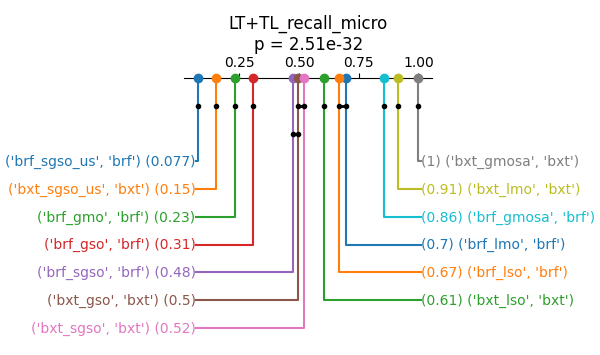 LT+TL_recall_micro
p = 2.51e-32
0.25 0.50 0.75 1.00
('brf_sgso_us', 'brf') (0.077) (1) ('bxt_gmosa', 'bxt')
('bxt_sgso_us', 'bxt') (0.15) (0.91) ('bxt_lmo', 'bxt')
('brf_gmo', 'brf') (0.23) (0.86) ('brf_gmosa', 'brf')
('brf_gso', 'brf') (0.31) (0.7) ('brf_lmo', 'brf')
('brf_sgso', 'brf') (0.48) (0.67) ('brf_lso', 'brf')
('bxt_gso', 'bxt') (0.5) (0.61) ('bxt_lso', 'bxt')
('bxt_sgso', 'bxt') (0.52)